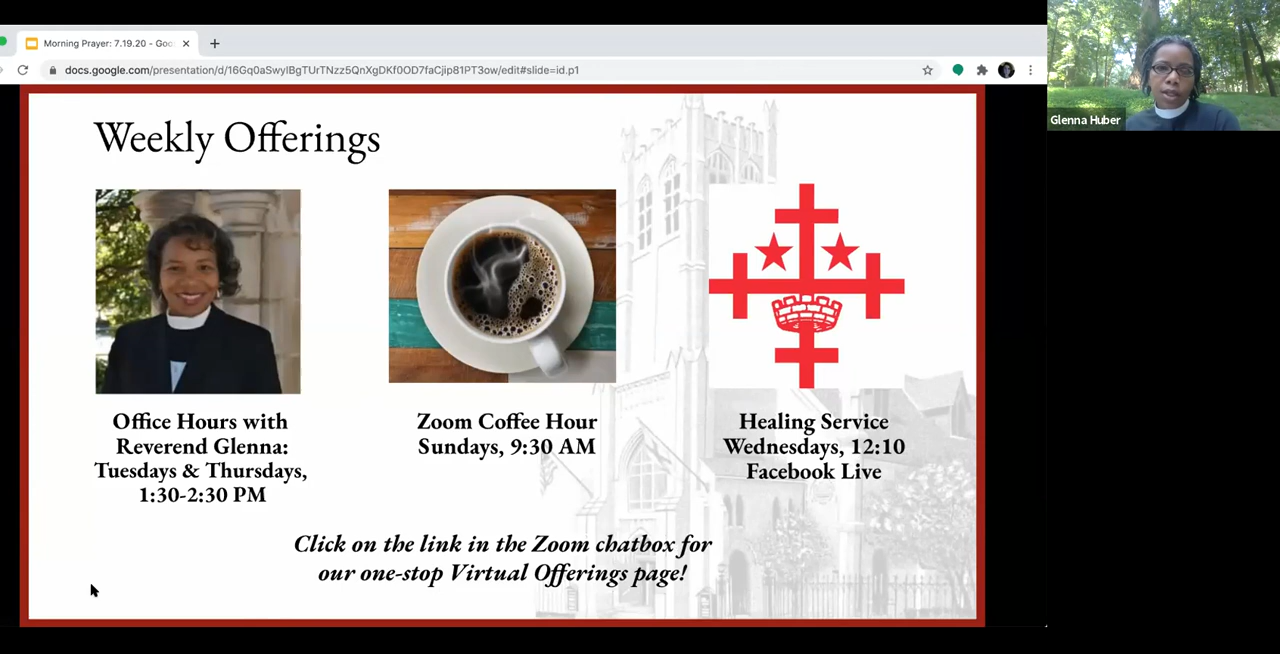 Morning Prayer: 7.19.20 - Goo
docs.google.com/presentation/d/16Gq0aSwyIBgTUrTNzz5QnXgDKf0OD7faCjip81PT3ow/edit#slide=id.p1
Glenna Huber
Weekly Offerings
Office Hours with
Reverend Glenna:
Tuesdays & Thursdays,
1:30-2:30 PM
Zoom Coffee Hour
Sundays, 9:30 AM
Healing Service
Wednesdays, 12:10
Facebook Live
Click on the link in the Zoom chatbox for
our one-stop Virtual Offerings page!